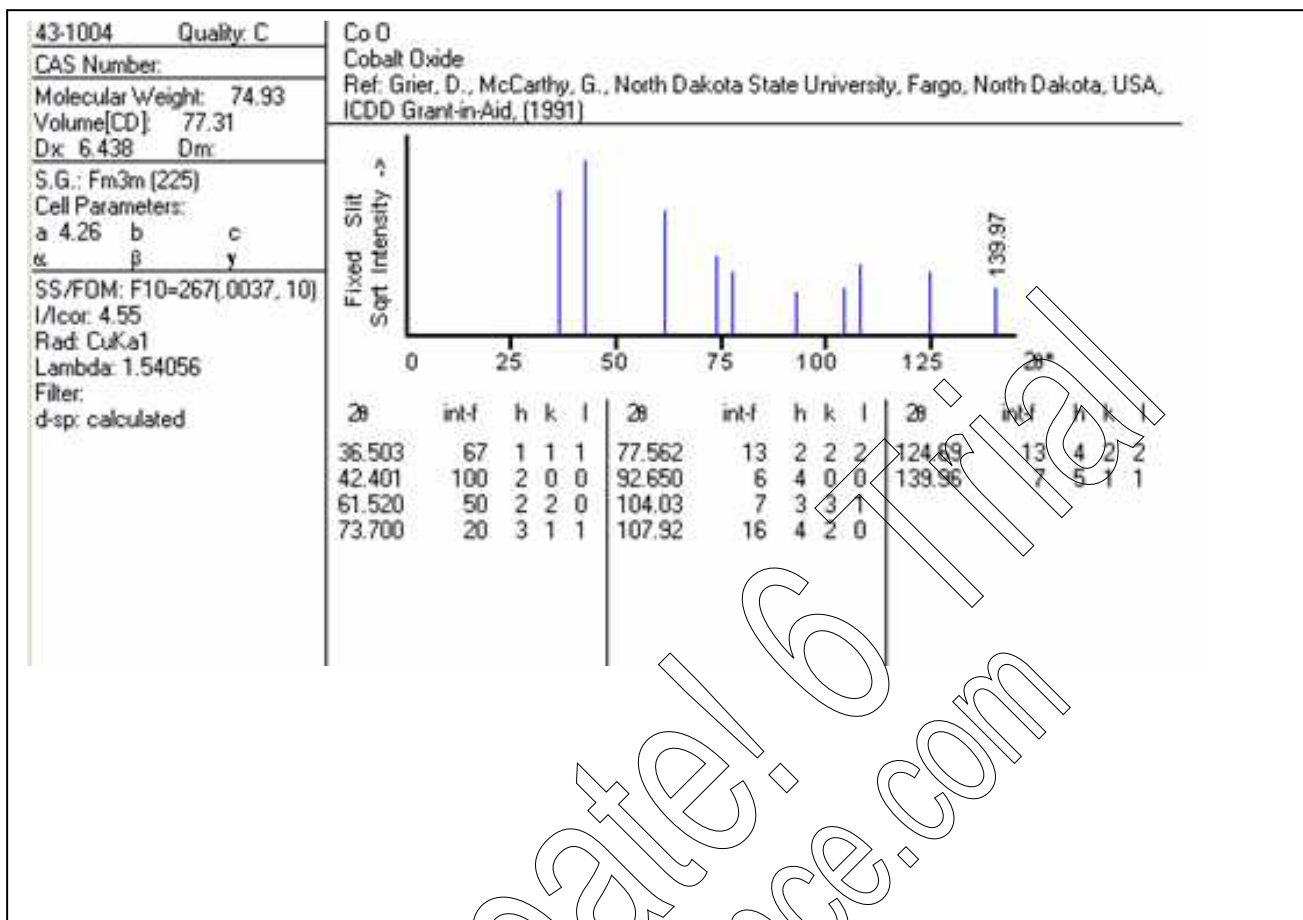 43-1004 Quality: C
CAS Number:
Molecular Weight: 74.93
Volume[CD]: 77.31
Dx: 6.438 Dm:
S.G.: Fm3m (225)
Cell Parameters:
a 4.26 b c
α β γ
SS/FOM: F10=267(.0037, 10)
I/Icor: 4.55
Rad: CuKa1
Lambda: 1.54056
Filter:
d-sp: calculated
Co O
Cobalt Oxide
Ref: Grier, D., McCarthy, G., North Dakota State University, Fargo, North Dakota, USA,
ICDD Grant-in-Aid, (1991)
Fixed Slit
Sqrt Intensity ->
139.97
0 25 50 75 100 125 2θ°
2θ int-f h k l 2θ int-f h k l 2θ int-f h k l
36.503 67 1 1 1 77.562 13 2 2 2 124.09 13 4 2 2
42.401 100 2 0 0 92.650 6 4 0 0 139.96 7 5 1 1
61.520 50 2 2 0 104.03 7 3 3 1
73.700 20 3 1 1 107.92 16 4 2 0
6 Trial
.com